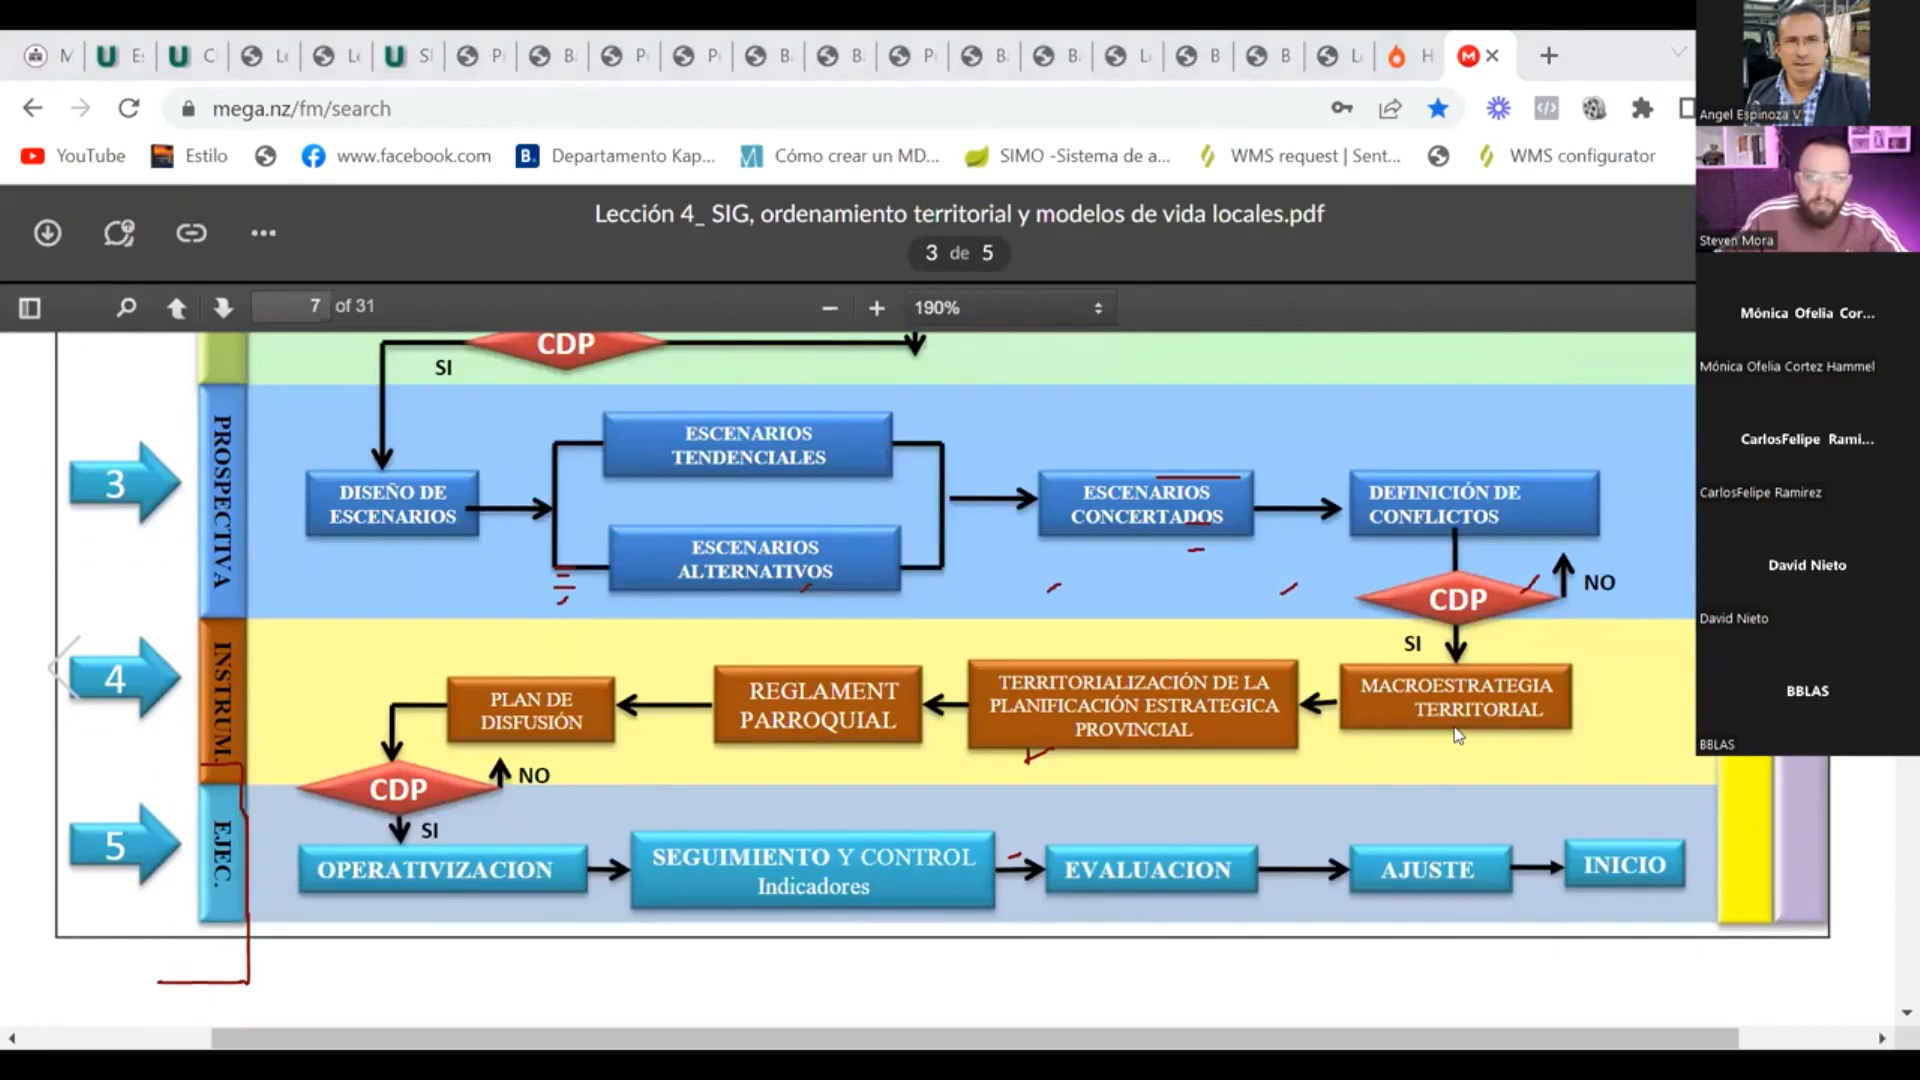 M
E:
C
Le
Le
SI
P
B
P
P
B
B
P
B
B
L
B
B
L
H
mega.nz/fm/search
YouTube
Estilo
www.facebook.com
Departamento Kap...
Cómo crear un MD...
SIMO -Sistema de a...
WMS request | Sent...
WMS configurator
Lección 4_ SIG, ordenamiento territorial y modelos de vida locales.pdf
3 de 5
7 of 31
190%
CDP
SI
3
PROSPECTIVA
DISEÑO DE
ESCENARIOS
ESCENARIOS
TENDENCIALES
ESCENARIOS
ALTERNATIVOS
ESCENARIOS
CONCERTADOS
DEFINICIÓN DE
CONFLICTOS
CDP
NO
SI
4
INSTRUM.
PLAN DE
DISFUSIÓN
REGLAMENT
PARROQUIAL
TERRITORIALIZACIÓN DE LA
PLANIFICACIÓN ESTRATEGICA
PROVINCIAL
MACROESTRATEGIA
TERRITORIAL
CDP
NO
SI
5
EJEC.
OPERATIVIZACION
SEGUIMIENTO Y CONTROL
Indicadores
EVALUACION
AJUSTE
INICIO
Angel Espinoza V
Steven Mora
Mónica Ofelia Cor...
Mónica Ofelia Cortez Hammel
CarlosFelipe Rami...
CarlosFelipe Ramirez
David Nieto
David Nieto
BBLAS
BBLAS